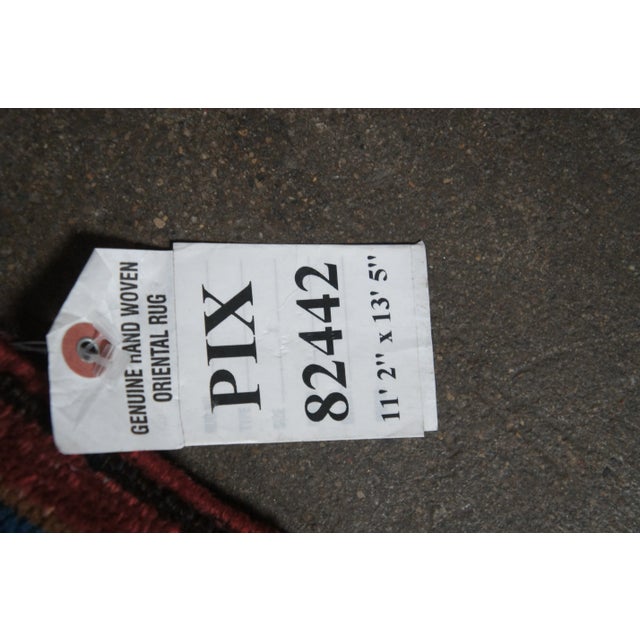 GENUINE HAND WOVEN
ORIENTAL RUG
PIX
82442
11' 2" x 13' 5"